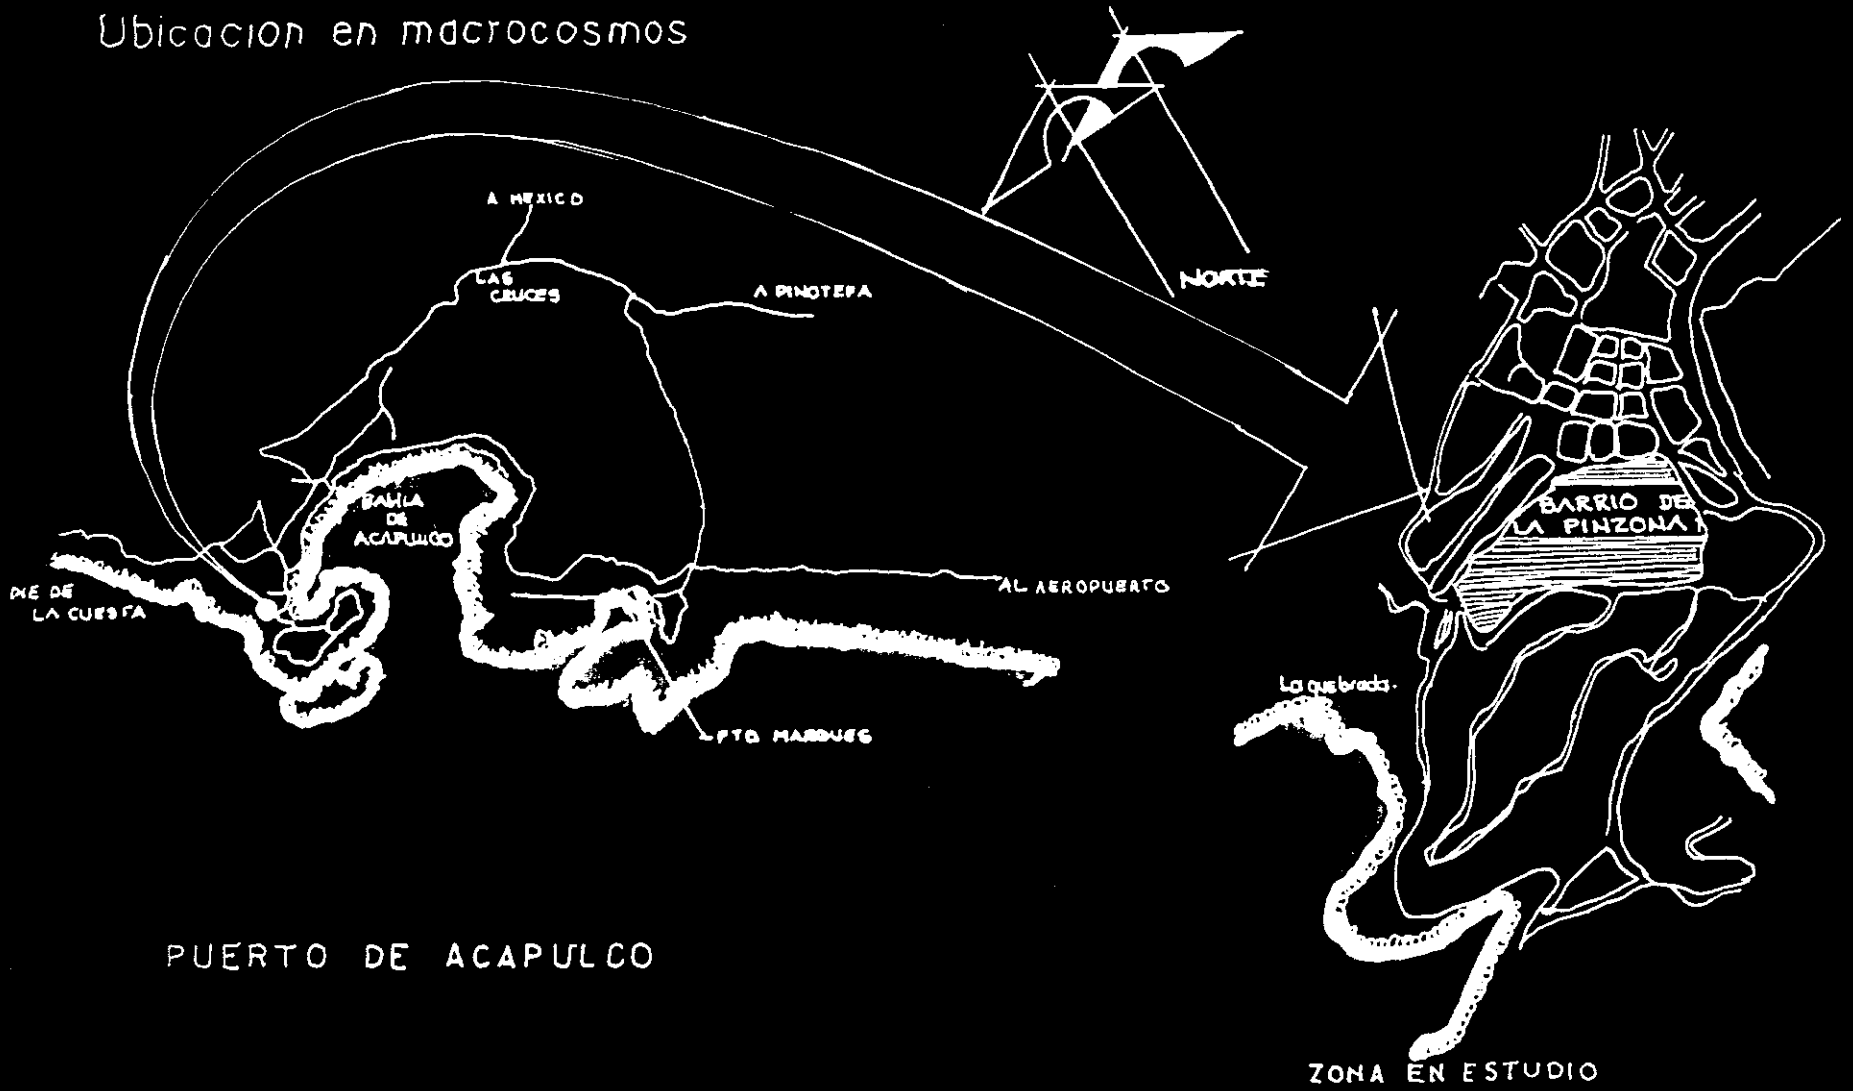 Ubicacion en macrocosmos
A MEXICO
LAS
CRUCES
A PINOTEPA
NORTE
BAHIA
DE
ACAPULCO
PIE DE
LA CUESTA
AL AEROPUERTO
PTO MARQUES
BARRIO DE
LA PINZONA
La quebrada.
PUERTO DE ACAPULCO
ZONA EN ESTUDIO